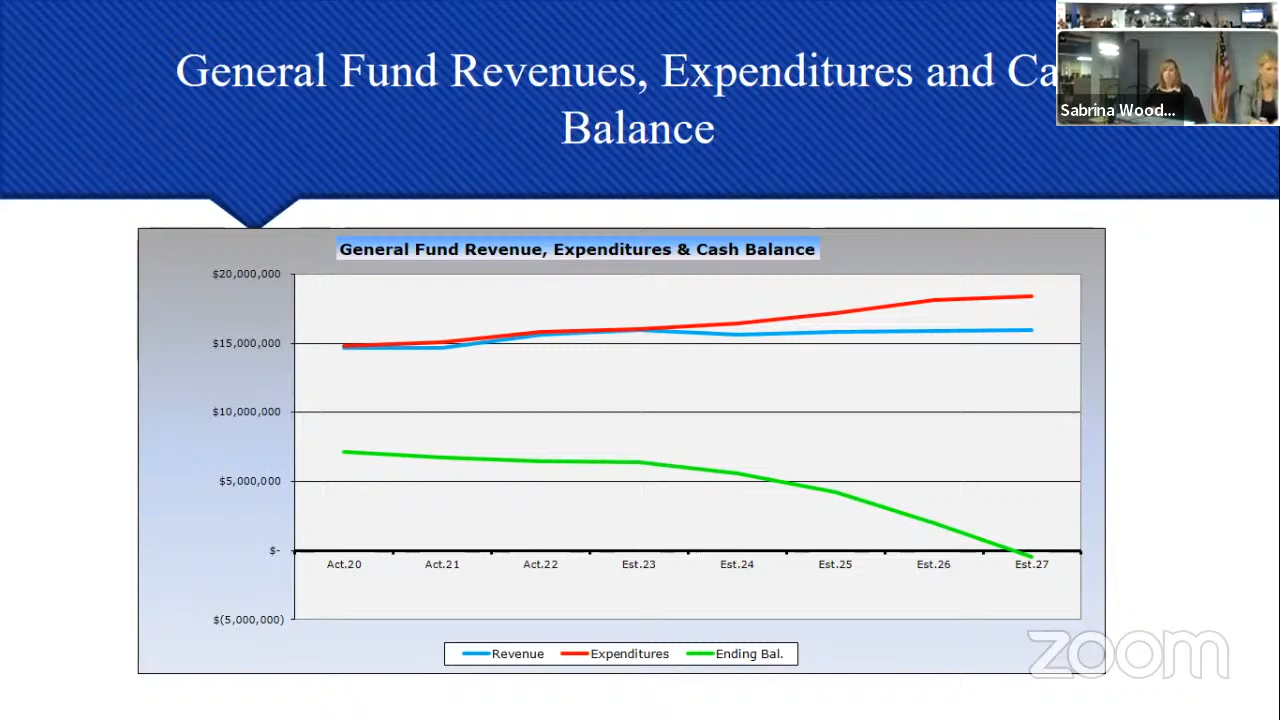 General Fund Revenues, Expenditures and Ca
Balance
Sabrina Wood...
General Fund Revenue, Expenditures & Cash Balance
$20,000,000
$15,000,000
$10,000,000
$5,000,000
$-
$(5,000,000)
Act.20 Act.21 Act.22 Est.23 Est.24 Est.25 Est.26 Est.27
Revenue Expenditures Ending Bal.
zoom